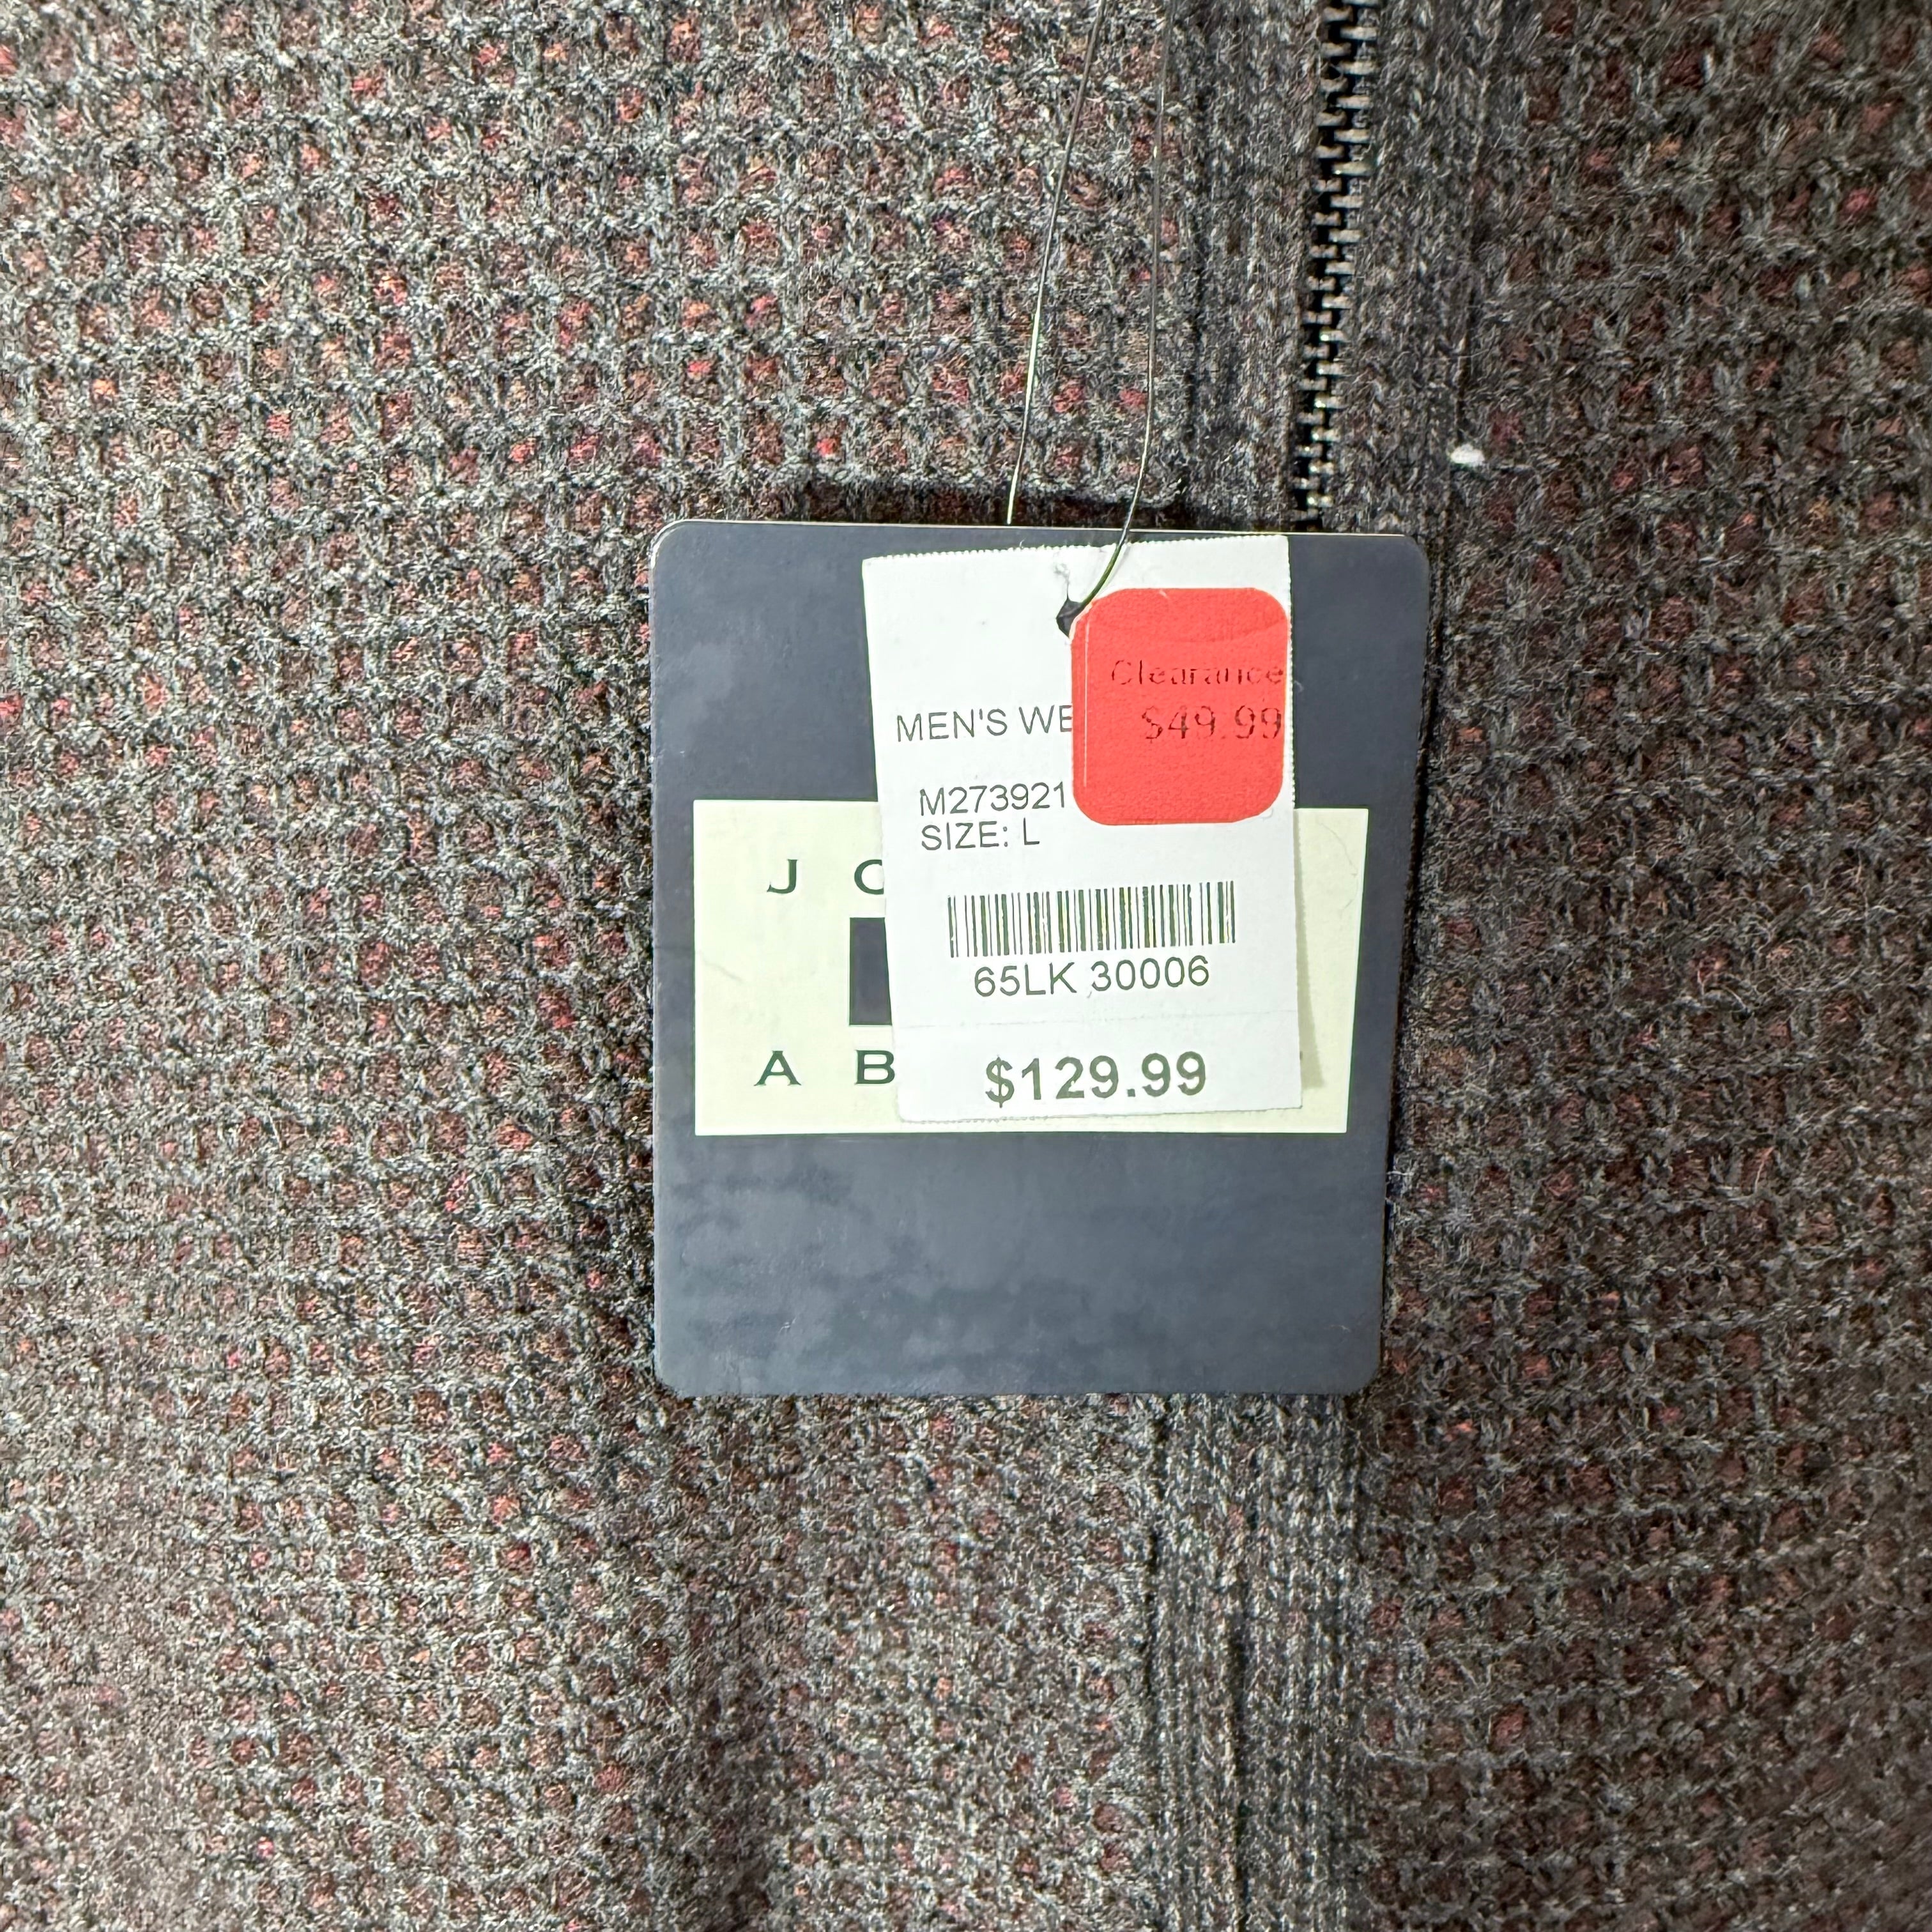 Clearance
$49.99
MEN'S WE
M273921
SIZE: L
J
65LK 30006
A B
$129.99